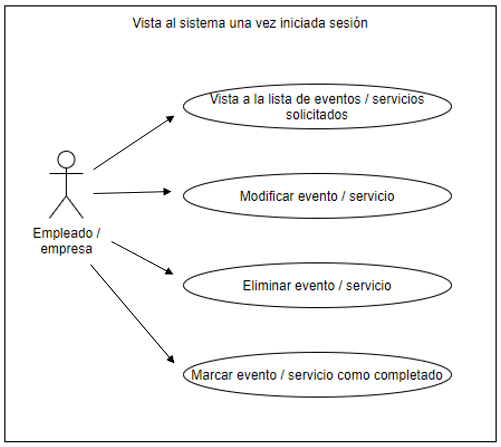 Vista al sistema una vez iniciada sesión
Vista a la lista de eventos / servicios
solicitados
Modificar evento / servicio
Empleado /
empresa
Eliminar evento / servicio
Marcar evento / servicio como completado